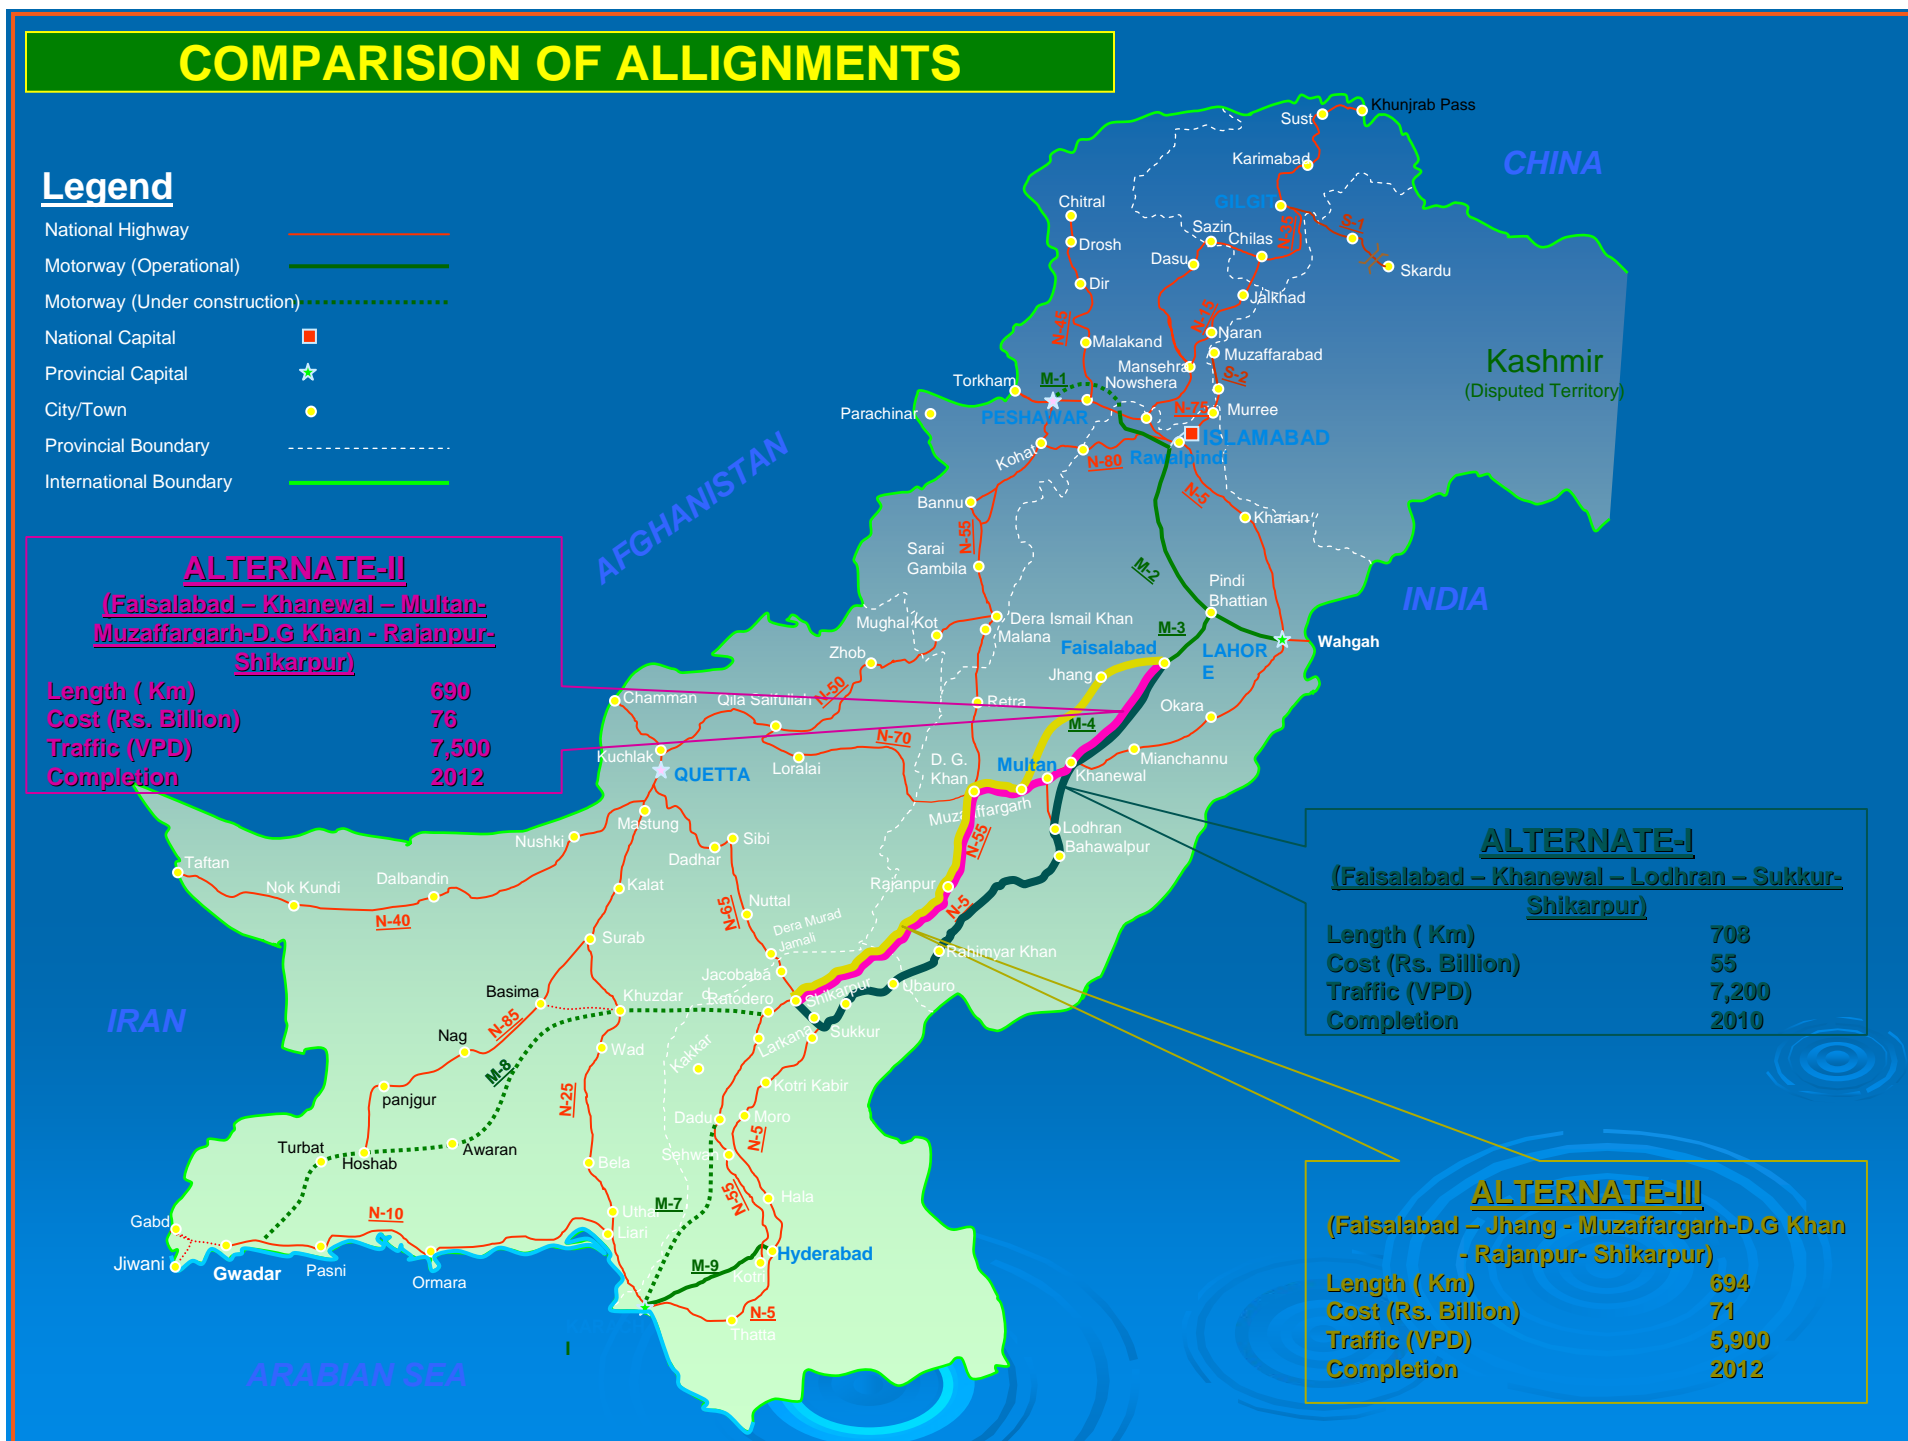 COMPARISION OF ALLIGNMENTS
Legend
National Highway
Motorway (Operational)
Motorway (Under construction)
National Capital
Provincial Capital
City/Town
Provincial Boundary
International Boundary
ALTERNATE-II
(Faisalabad – Khanewal – Multan-
Muzaffargarh-D.G Khan - Rajanpur-
Shikarpur)
Length ( Km) 690
Cost (Rs. Billion) 76
Traffic (VPD) 7,500
Completion 2012
ALTERNATE-I
(Faisalabad – Khanewal – Lodhran – Sukkur-
Shikarpur)
Length ( Km) 708
Cost (Rs. Billion) 55
Traffic (VPD) 7,200
Completion 2010
ALTERNATE-III
(Faisalabad – Jhang - Muzaffargarh-D.G Khan
- Rajanpur- Shikarpur)
Length ( Km) 694
Cost (Rs. Billion) 71
Traffic (VPD) 5,900
Completion 2012
Khunjrab Pass
Sust
CHINA
Karimabad
GILGIT
Chitral
N-35
S-1
Sazin
Chilas
Drosh
Dasu
Skardu
Dir
Jalkhad
N-15
N-45
Naran
Malakand
Muzaffarabad
Kashmir
(Disputed Territory)
Mansehra
S-2
Torkham
M-1
Nowshera
Parachinar
PESHAWAR
N-75
Murree
ISLAMABAD
Kohat
N-80
Rawalpindi
AFGHANISTAN
N-5
Bannu
Kharian
N-55
Sarai
Gambila
M-2
Pindi
Bhattian
INDIA
Mughal Kot
Dera Ismail Khan
Malana
M-3
Wahgah
Zhob
Faisalabad
LAHOR
E
Jhang
N-50
Chamman
Qila Saifullah
Retra
Okara
M-4
N-70
Kuchlak
Loralai
D. G.
Khan
Multan
Mianchannu
QUETTA
Khanewal
Muzaffargarh
Mastung
Lodhran
Nushki
Sibi
Dadhar
N-55
Bahawalpur
Taftan
Nok Kundi
Dalbandin
Kalat
Rajanpur
N-40
N-65
Nuttal
N-5
Dera Murad
Jamali
Surab
Rahimyar Khan
Jacobaba
d
Basima
Khuzdar
Ratodero
Shikarpur
Ubauro
IRAN
N-85
Nag
Larkana
Sukkur
Wad
Kakkar
M-8
panjgur
N-25
Kotri Kabir
Dadu
Moro
N-5
Turbat
Hoshab
Awaran
Sehwan
Bela
N-55
Hala
M-7
Gabd
N-10
Uthal
Liari
Jiwani
Gwadar
Pasni
Ormara
Hyderabad
M-9
Kotri
N-5
Thatta
ARABIAN SEA
I